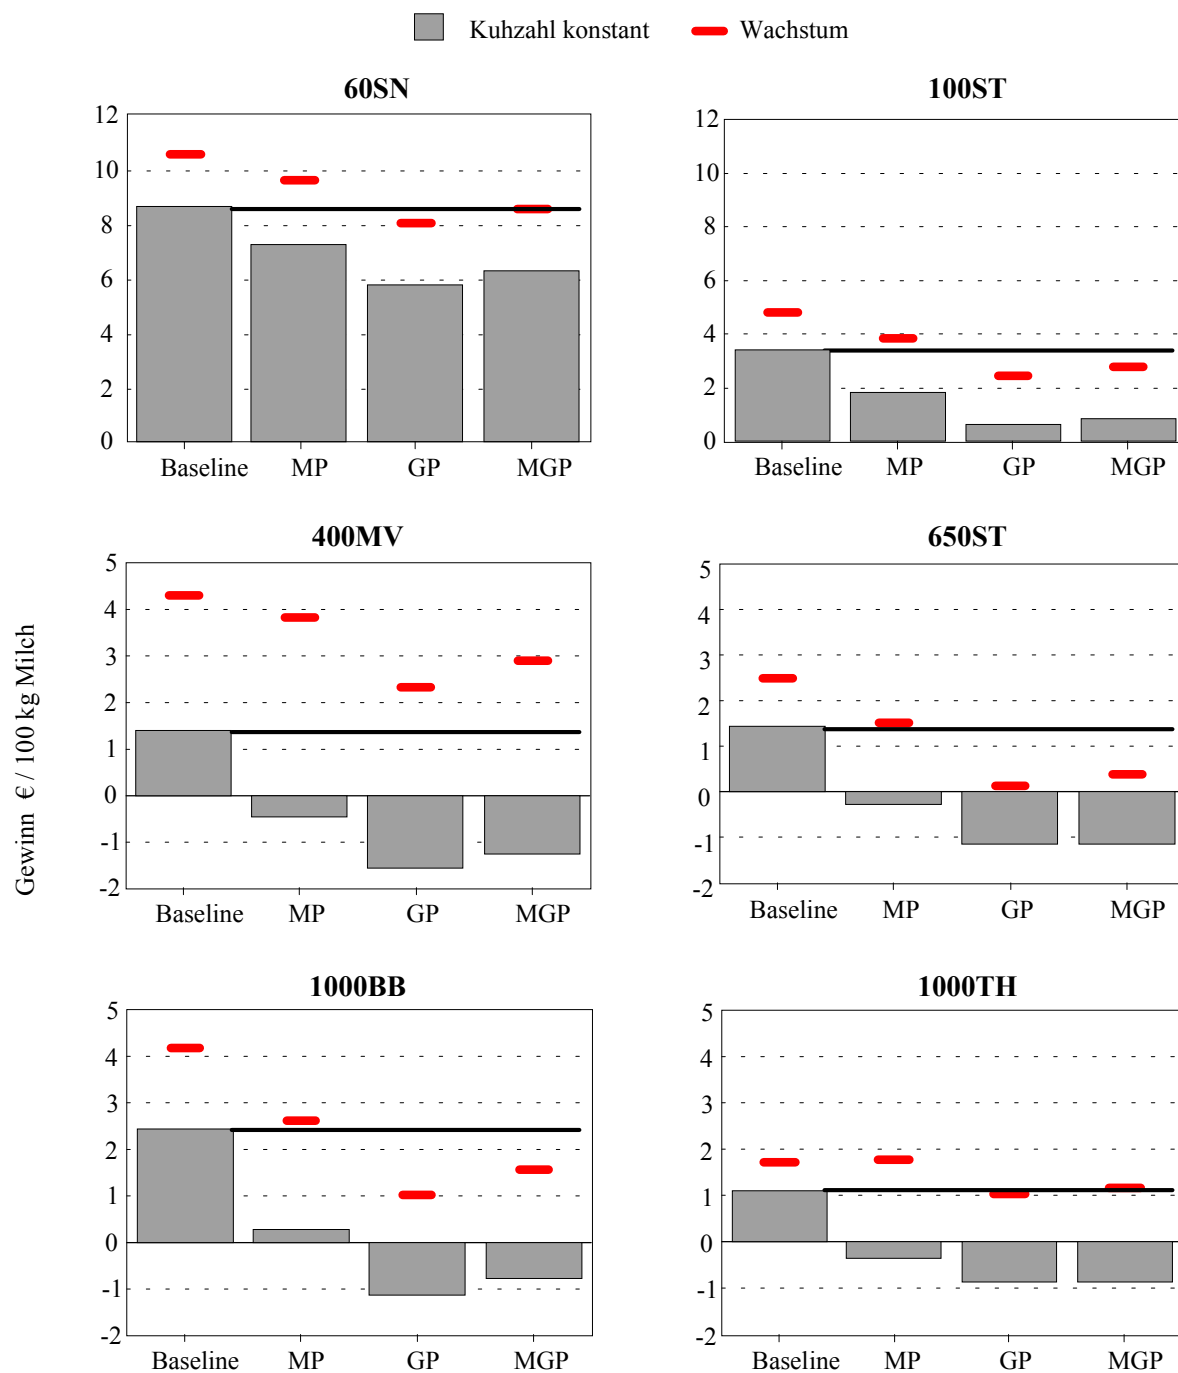 Kuhzahl konstant Wachstum
60SN 100ST
12 12
10 10
8 8
6 6
4 4
2 2
0 0
Baseline MP GP MGP Baseline MP GP MGP
Gewinn € / 100 kg Milch
400MV 650ST
5 5
4 4
3 3
2 2
1 1
0 0
-1 -1
-2 -2
Baseline MP GP MGP Baseline MP GP MGP
1000BB 1000TH
5 5
4 4
3 3
2 2
1 1
0 0
-1 -1
-2 -2
Baseline MP GP MGP Baseline MP GP MGP